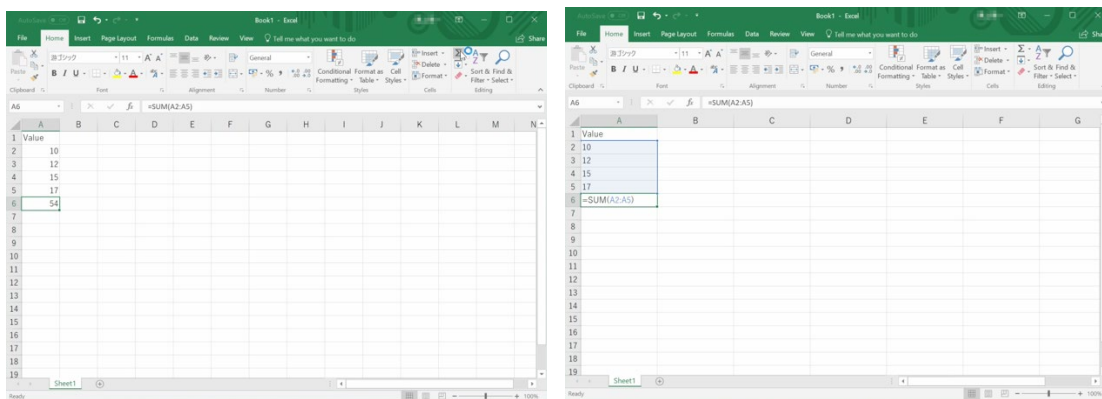 AutoSave
Book1 - Excel
File Home Insert Page Layout Formulas Data Review View Tell me what you want to do Share
Paste
游ゴシック 11 A A General Conditional Formatting Format as Table Cell Styles Insert Delete Format Sort & Filter Find & Select
B I U A % ,
Clipboard Font Alignment Number Styles Cells Editing
A6 fx =SUM(A2:A5)
A B C D E F G H I J K L M N
1 Value
2 10
3 12
4 15
5 17
6 54
7
8
9
10
11
12
13
14
15
16
17
18
19
Sheet1
Ready 100%
AutoSave
Book1 - Excel
File Home Insert Page Layout Formulas Data Review View Tell me what you want to do
Paste
游ゴシック 11 A A General Conditional Formatting Format as Table Cell Styles Insert Delete Format Sort & Filter Find & Select
B I U A % ,
Clipboard Font Alignment Number Styles Cells Editing
A6 fx =SUM(A2:A5)
A B C D E F G
1 Value
2 10
3 12
4 15
5 17
6 =SUM(A2:A5)
7
8
9
10
11
12
13
14
15
16
17
18
19
Sheet1
Ready 100%